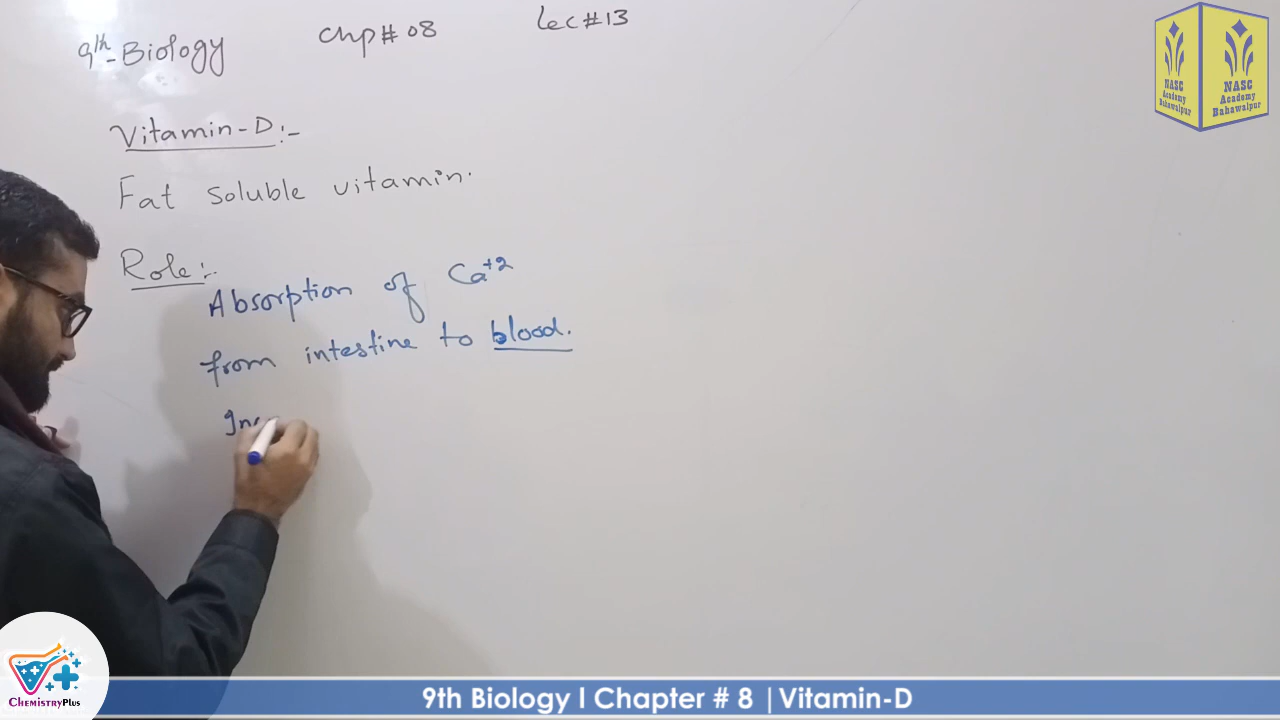 9th-Biology Chp# 08 Lec#13
Vitamin-D:-
Fat soluble vitamin.
Role:-
Absorption of Ca+2
from intestine to blood.
NASC
Academy
Bahawalpur
NASC
Academy
Bahawalpur
CHEMISTRYPLUS
9th Biology I Chapter # 8 | Vitamin-D